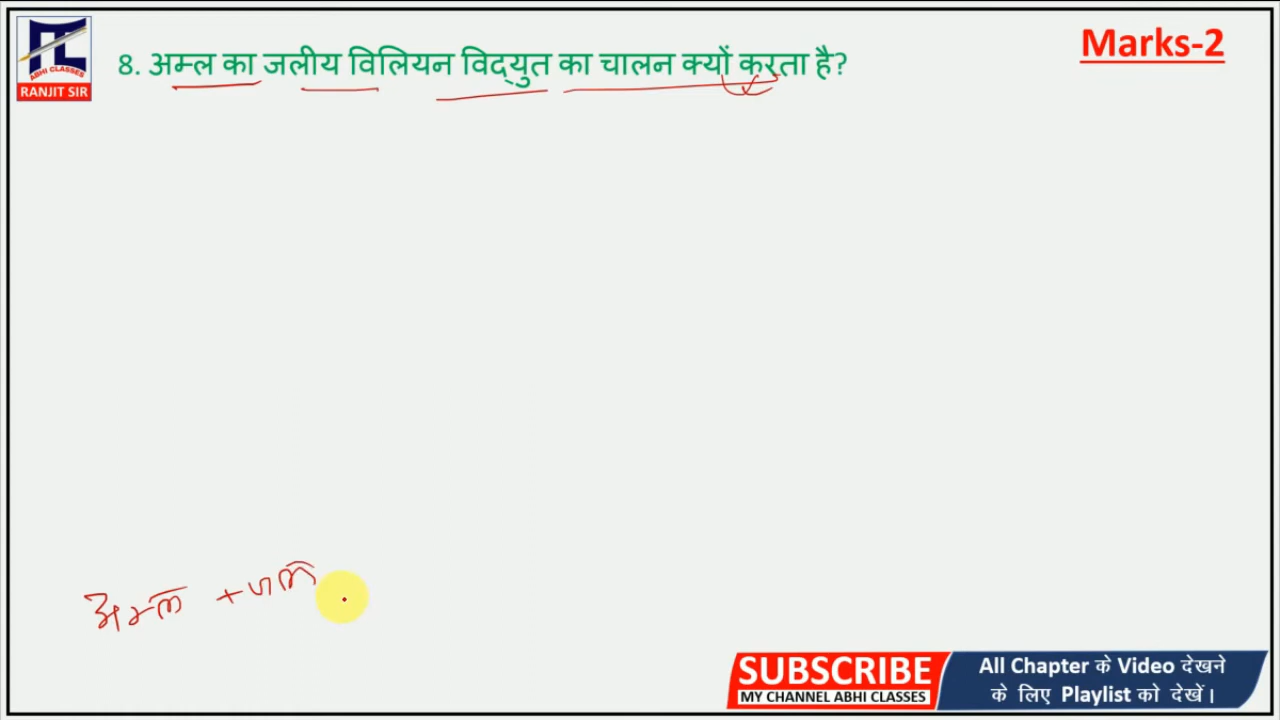 ABHI CLASSES
RANJIT SIR
8. अम्ल का जलीय विलियन विद्युत का चालन क्यों करता है?
Marks-2
अम्ल + जल
SUBSCRIBE
MY CHANNEL ABHI CLASSES
All Chapter के Video देखने
के लिए Playlist को देखें।